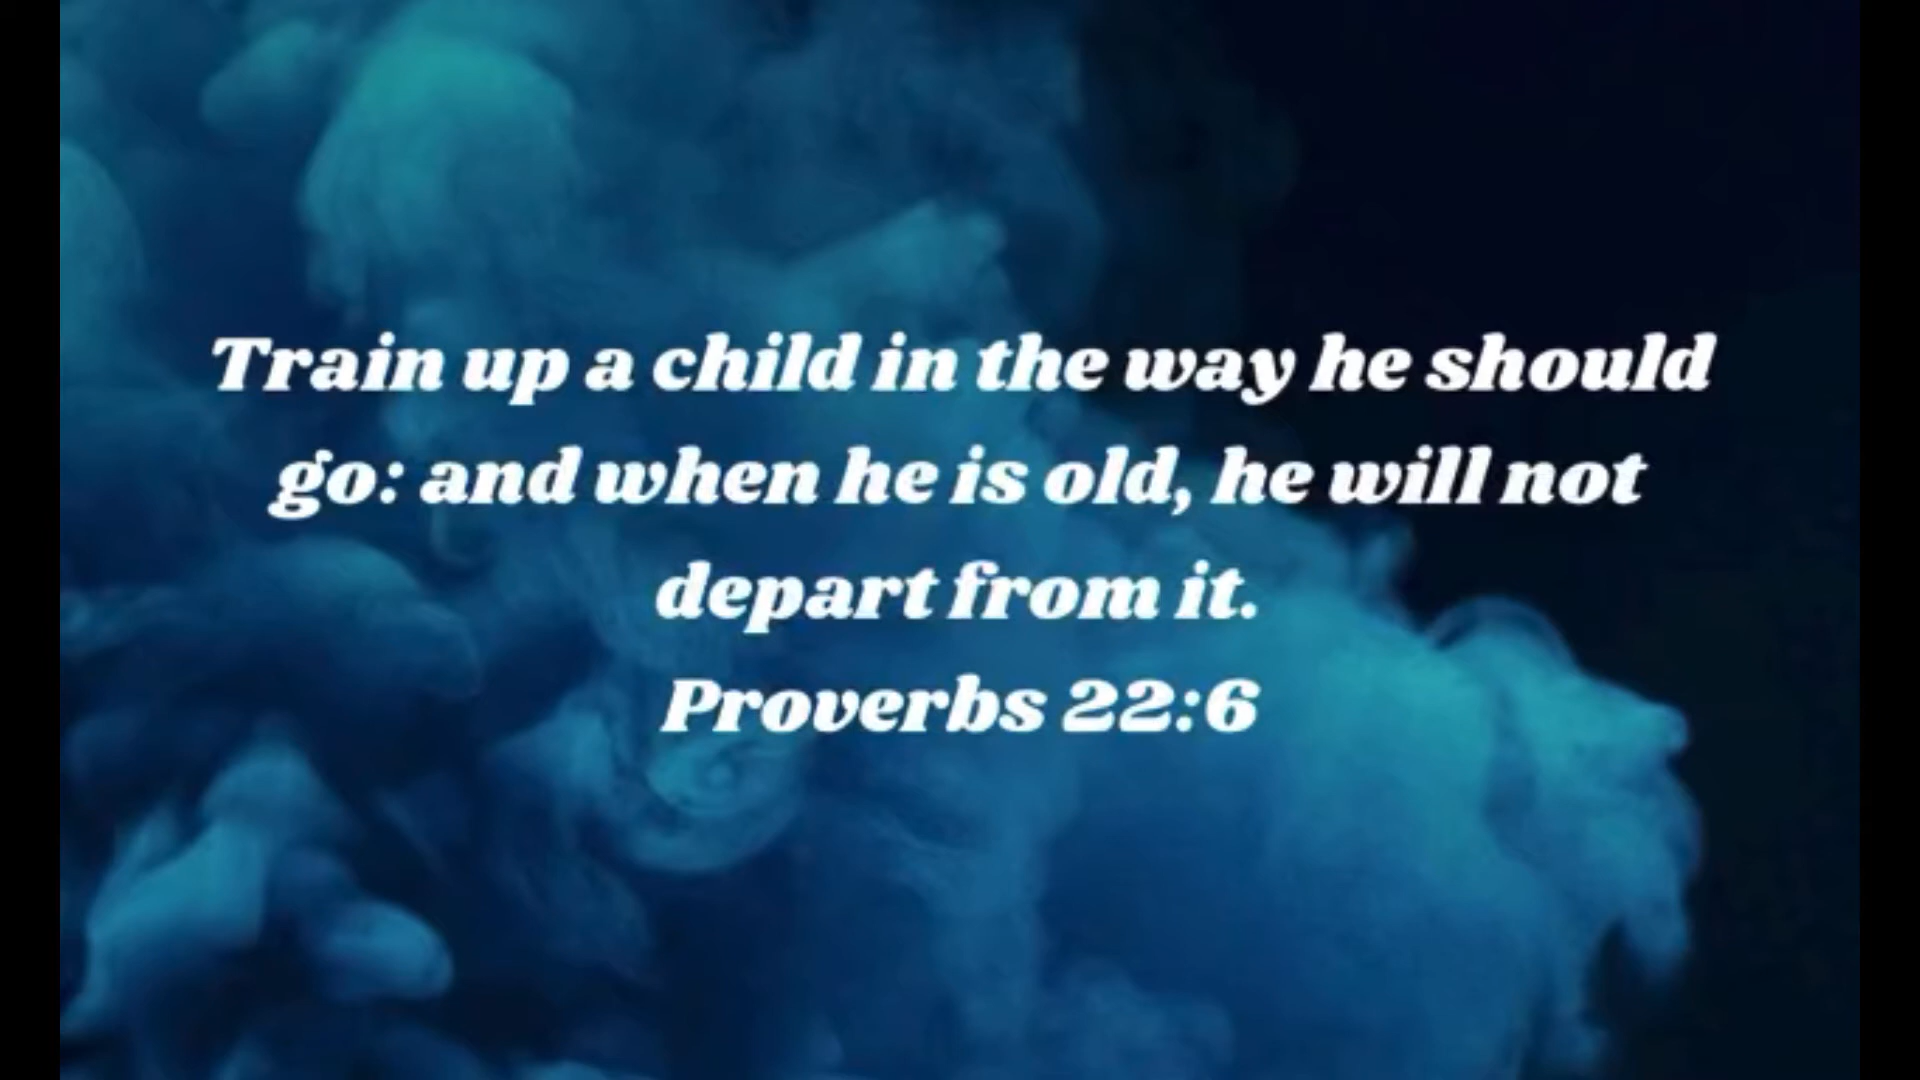 Train up a child in the way he should
go: and when he is old, he will not
depart from it.
Proverbs 22:6